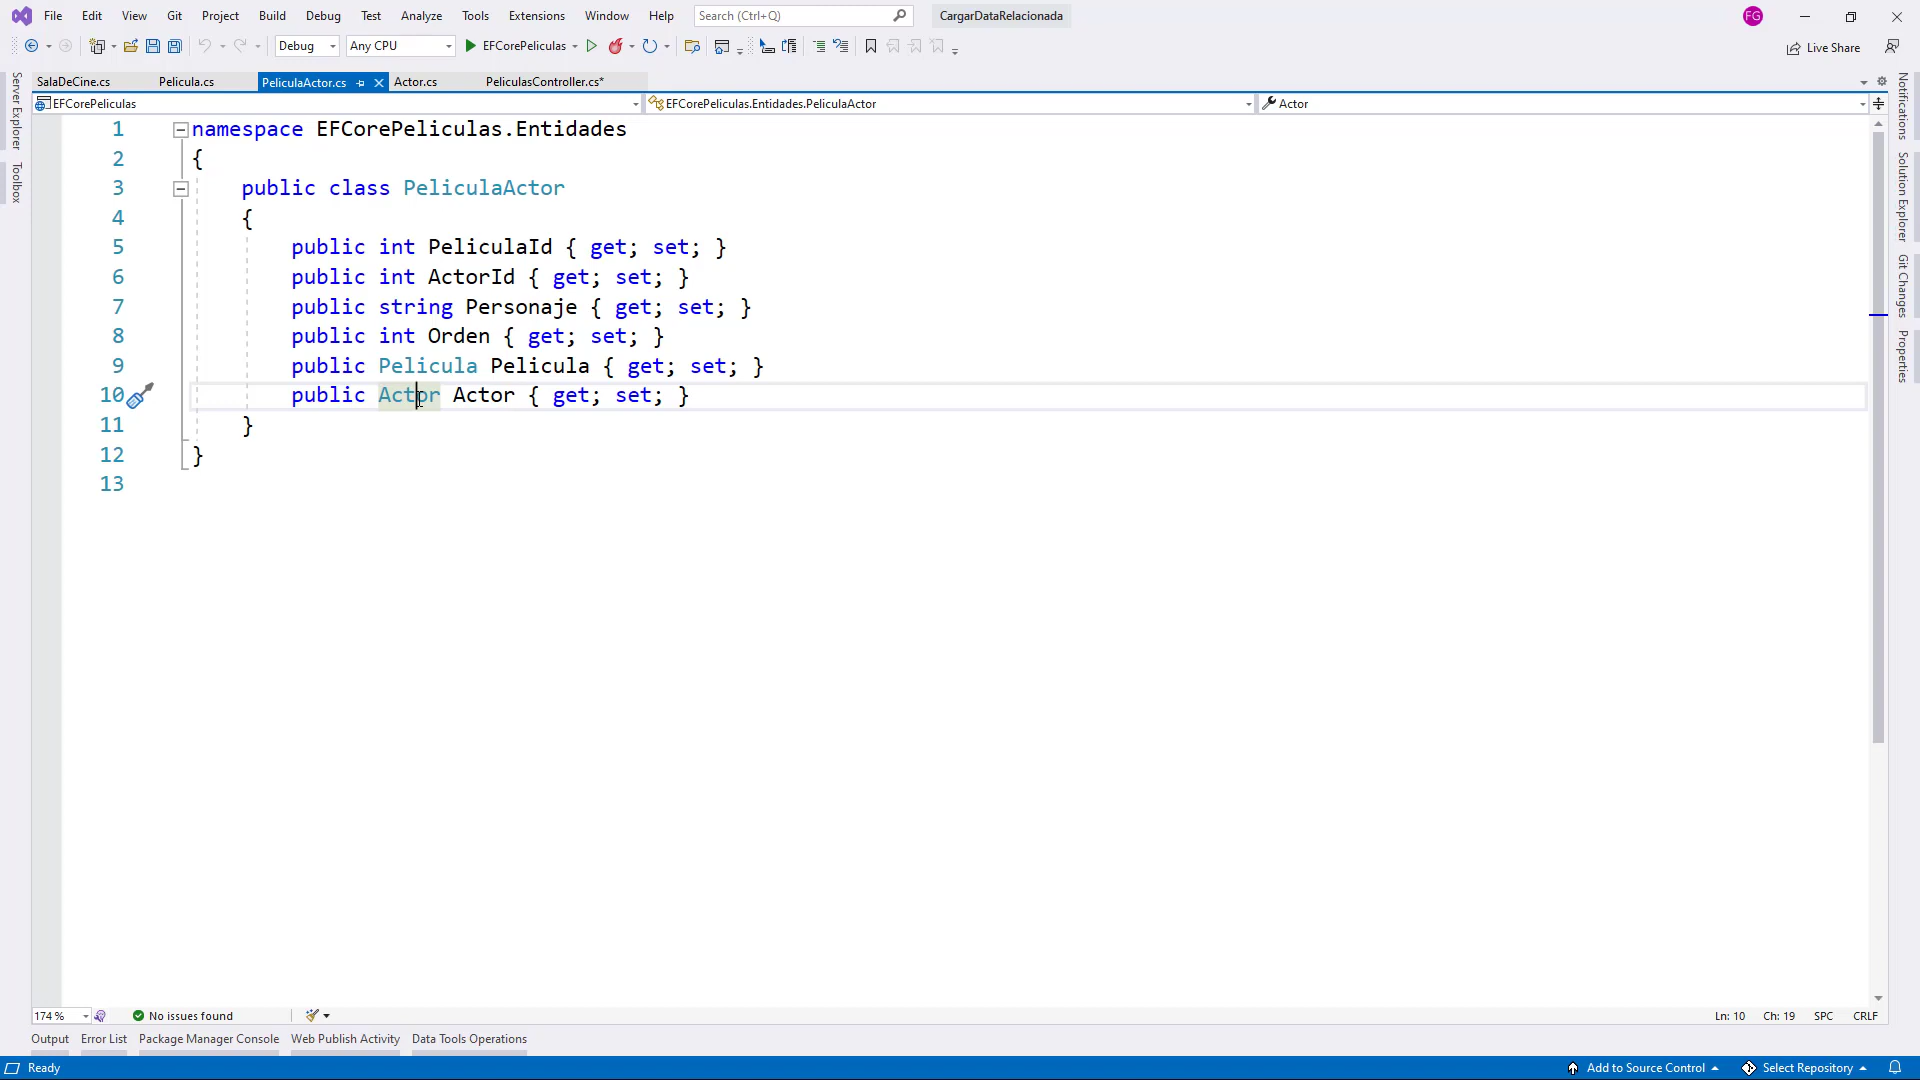 File Edit View Git Project Build Debug Test Analyze Tools Extensions Window Help Search (Ctrl+Q) CargarDataRelacionada FG
Debug Any CPU EFCorePeliculas Live Share
SalaDeCine.cs Pelicula.cs PeliculaActor.cs Actor.cs PeliculasController.cs*
EFCorePeliculas EFCorePeliculas.Entidades.PeliculaActor Actor
Server Explorer
Toolbox
1 namespace EFCorePeliculas.Entidades
2 {
3 public class PeliculaActor
4 {
5 public int PeliculaId { get; set; }
6 public int ActorId { get; set; }
7 public string Personaje { get; set; }
8 public int Orden { get; set; }
9 public Pelicula Pelicula { get; set; }
10 public Actor Actor { get; set; }
11 }
12 }
13
Notifications
Solution Explorer
Git Changes
Properties
174 % No issues found Ln: 10 Ch: 19 SPC CRLF
Output Error List Package Manager Console Web Publish Activity Data Tools Operations
Ready Add to Source Control Select Repository